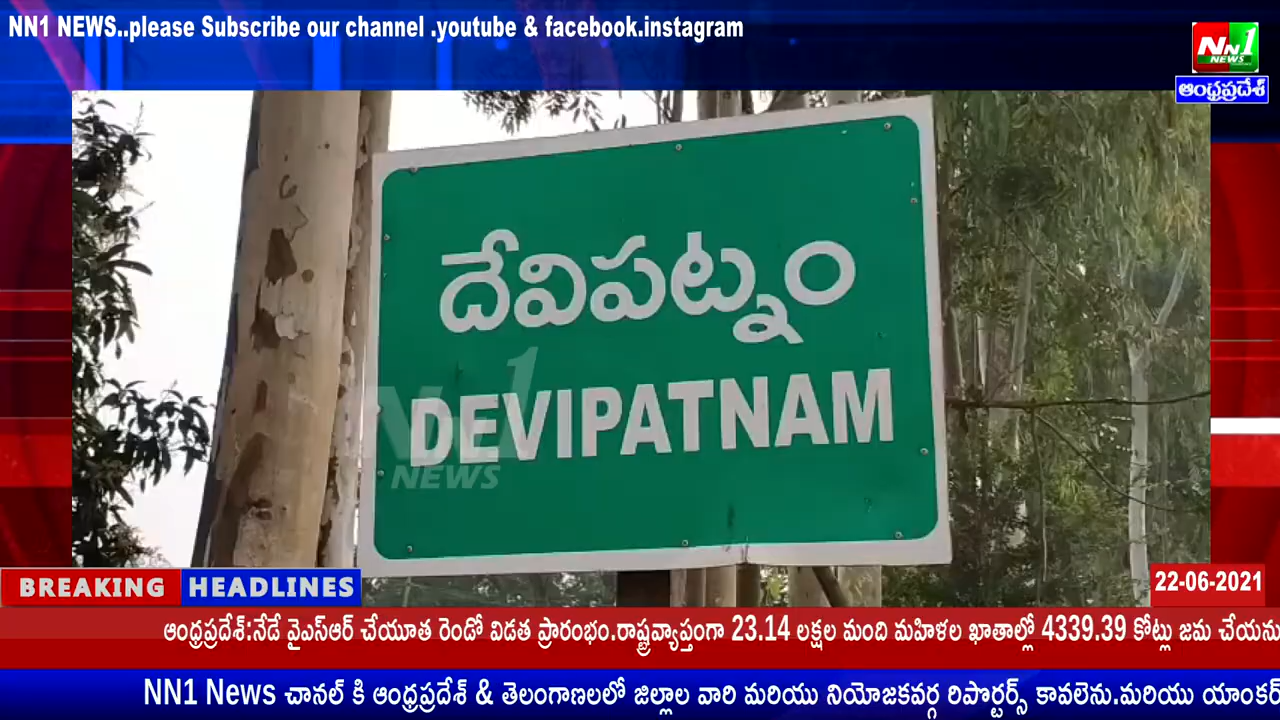 NN1 NEWS..please Subscribe our channel .youtube & facebook.instagram
NN1
NEWS
ఆంధ్రప్రదేశ్
దేవిపట్నం
DEVIPATNAM
NN1
NEWS
BREAKING HEADLINES
22-06-2021
ఆంధ్రప్రదేశ్:నేడే వైఎస్ఆర్ చేయూత రెండో విడత ప్రారంభం.రాష్ట్రవ్యాప్తంగా 23.14 లక్షల మంది మహిళల ఖాతాల్లో 4339.39 కోట్లు జమ చేయను
NN1 News చానల్ కి ఆంధ్రప్రదేశ్ & తెలంగాణలలో జిల్లాల వారి మరియు నియోజకవర్గ రిపొర్టర్స్ కావలెను.మరియు యాంకర్